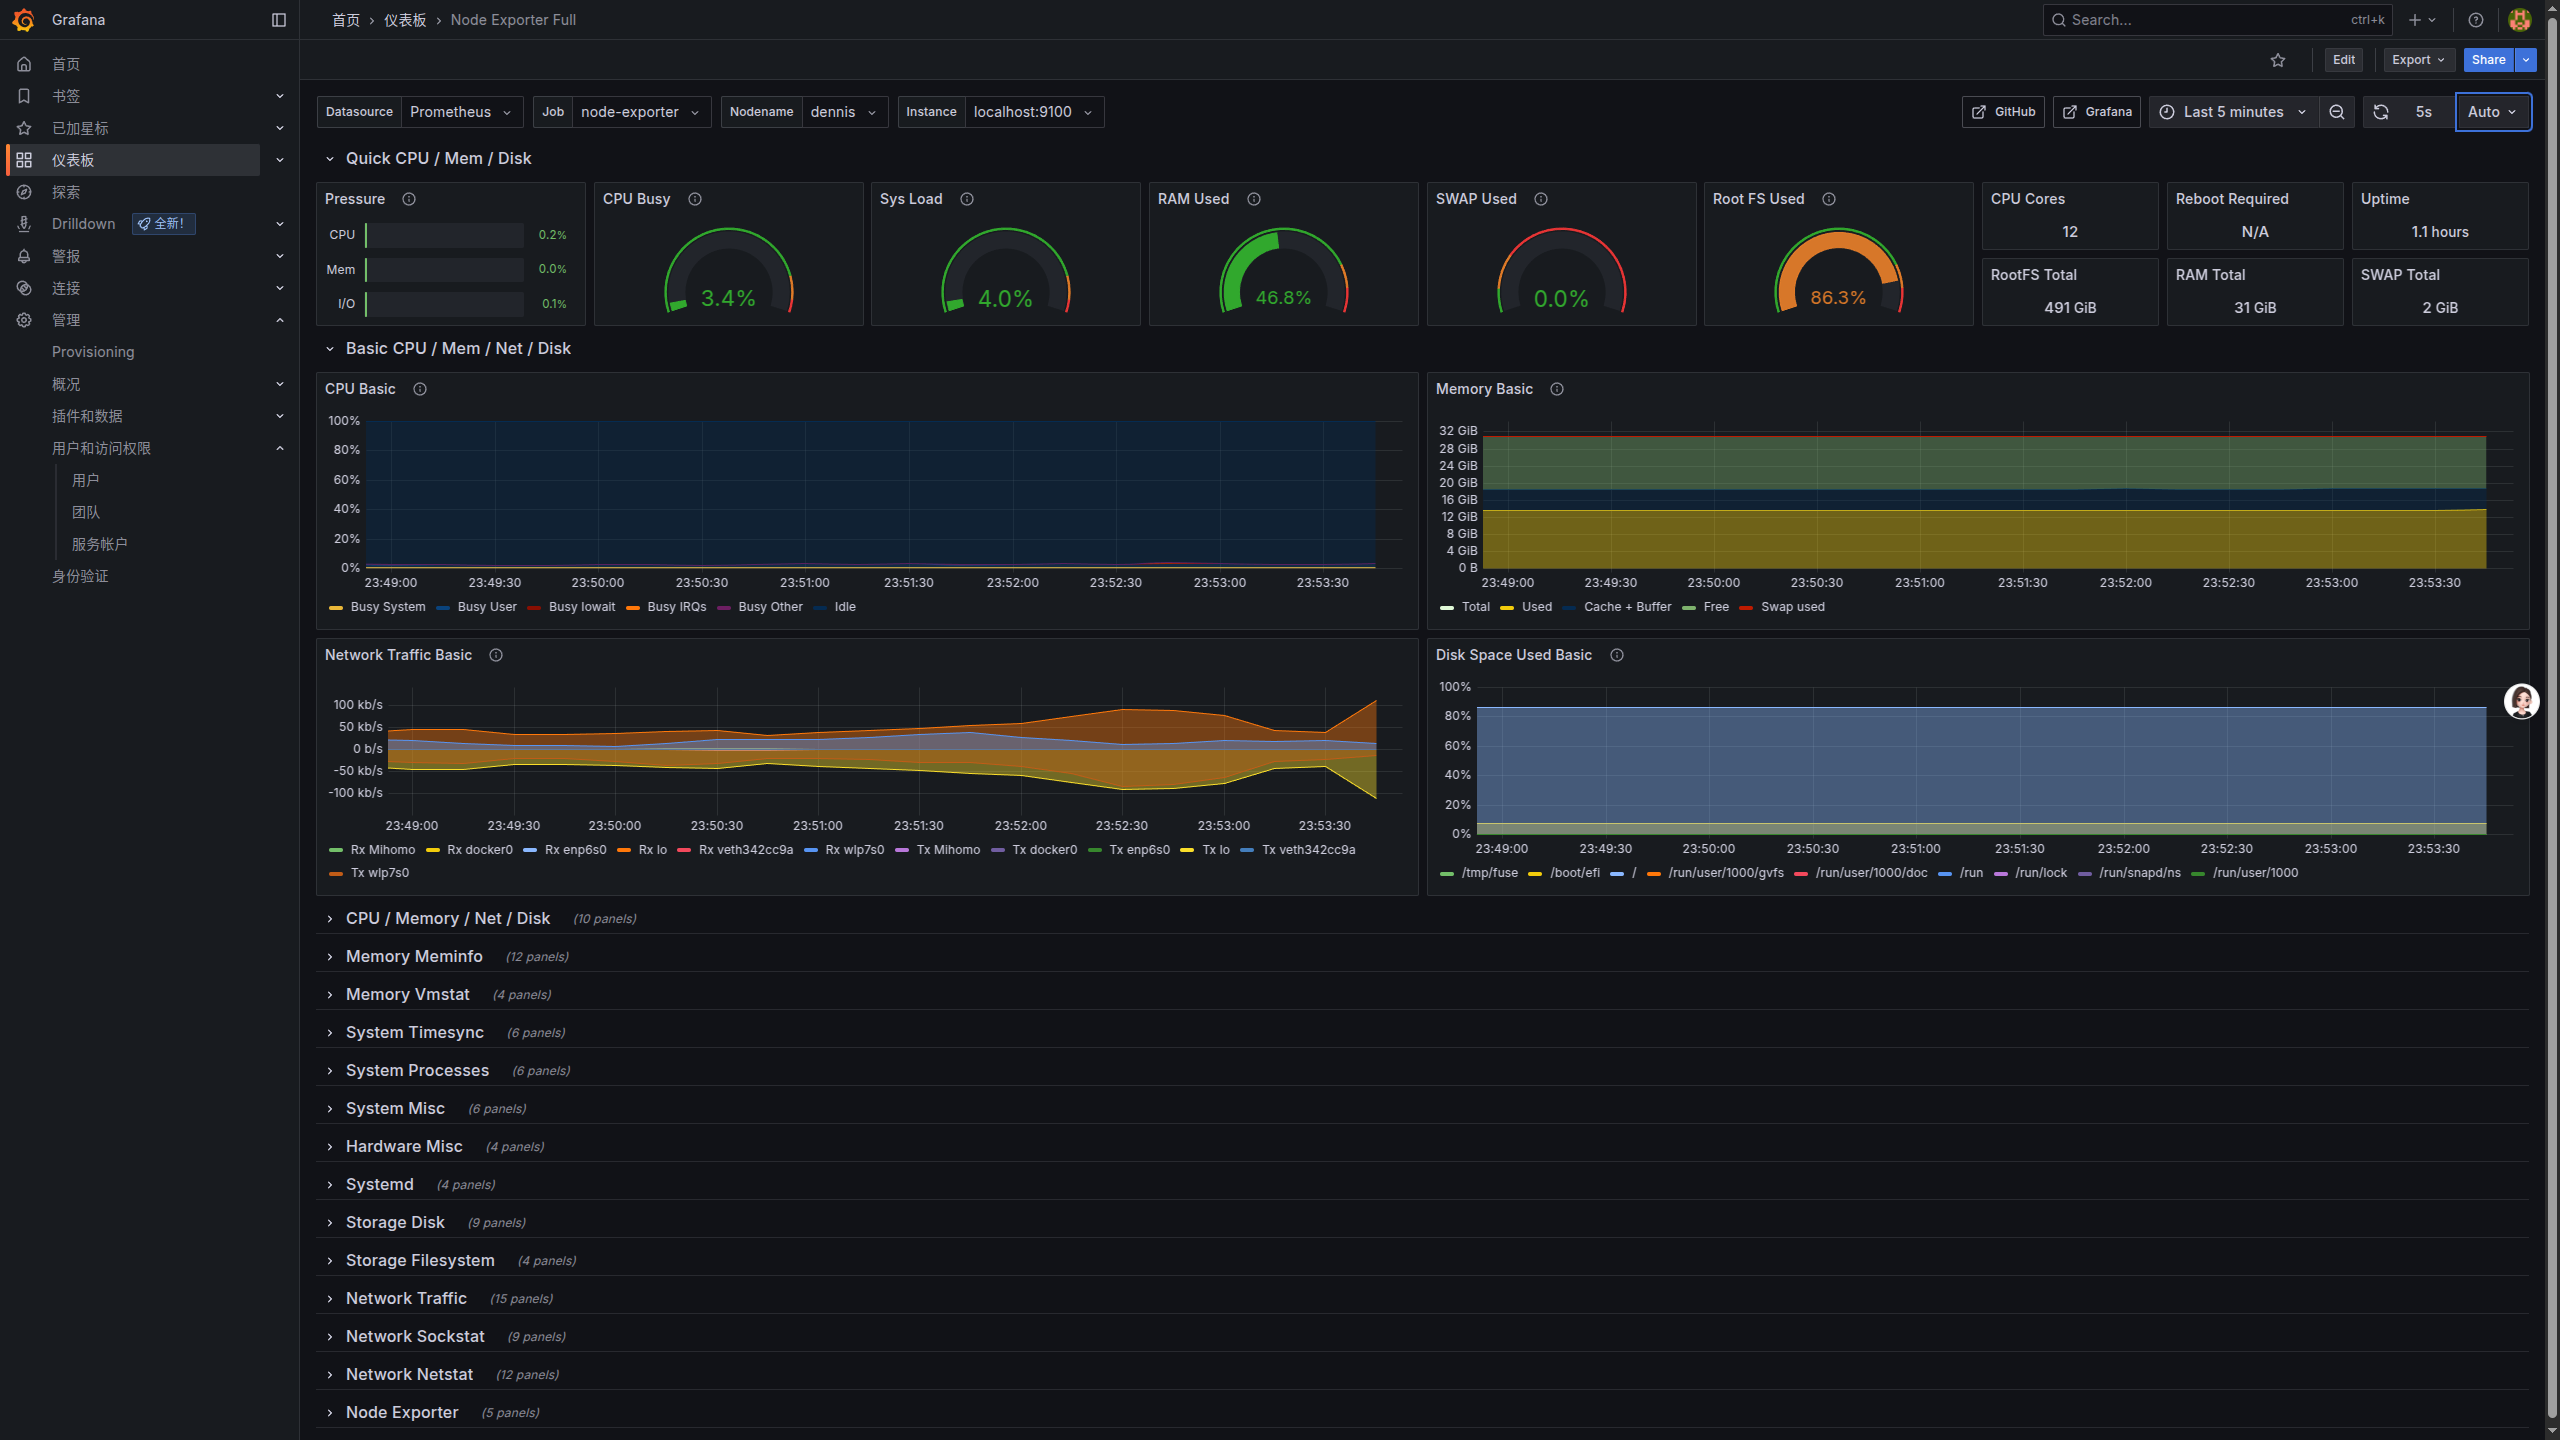 Grafana
首页 › 仪表板 › Node Exporter Full
Search... ctrl+k
首页
书签
已加星标
仪表板
探索
Drilldown 全新!
警报
连接
管理
Provisioning
概况
插件和数据
用户和访问权限
用户
团队
服务帐户
身份验证
Edit Export Share
Datasource Prometheus Job node-exporter Nodename dennis Instance localhost:9100
GitHub Grafana Last 5 minutes 5s Auto
Quick CPU / Mem / Disk
Pressure
CPU 0.2%
Mem 0.0%
I/O 0.1%
CPU Busy
3.4%
Sys Load
4.0%
RAM Used
46.8%
SWAP Used
0.0%
Root FS Used
86.3%
CPU Cores
12
Reboot Required
N/A
Uptime
1.1 hours
RootFS Total
491 GiB
RAM Total
31 GiB
SWAP Total
2 GiB
Basic CPU / Mem / Net / Disk
CPU Basic
100%
80%
60%
40%
20%
0%
23:49:00 23:49:30 23:50:00 23:50:30 23:51:00 23:51:30 23:52:00 23:52:30 23:53:00 23:53:30
Busy System Busy User Busy Iowait Busy IRQs Busy Other Idle
Memory Basic
32 GiB
28 GiB
24 GiB
20 GiB
16 GiB
12 GiB
8 GiB
4 GiB
0 B
23:49:00 23:49:30 23:50:00 23:50:30 23:51:00 23:51:30 23:52:00 23:52:30 23:53:00 23:53:30
Total Used Cache + Buffer Free Swap used
Network Traffic Basic
100 kb/s
50 kb/s
0 b/s
-50 kb/s
-100 kb/s
23:49:00 23:49:30 23:50:00 23:50:30 23:51:00 23:51:30 23:52:00 23:52:30 23:53:00 23:53:30
Rx Mihomo Rx docker0 Rx enp6s0 Rx lo Rx veth342cc9a Rx wlp7s0 Tx Mihomo Tx docker0 Tx enp6s0 Tx lo Tx veth342cc9a
Tx wlp7s0
Disk Space Used Basic
100%
80%
60%
40%
20%
0%
23:49:00 23:49:30 23:50:00 23:50:30 23:51:00 23:51:30 23:52:00 23:52:30 23:53:00 23:53:30
/tmp/fuse /boot/efi / /run/user/1000/gvfs /run/user/1000/doc /run /run/lock /run/snapd/ns /run/user/1000
CPU / Memory / Net / Disk (10 panels)
Memory Meminfo (12 panels)
Memory Vmstat (4 panels)
System Timesync (6 panels)
System Processes (6 panels)
System Misc (6 panels)
Hardware Misc (4 panels)
Systemd (4 panels)
Storage Disk (9 panels)
Storage Filesystem (4 panels)
Network Traffic (15 panels)
Network Sockstat (9 panels)
Network Netstat (12 panels)
Node Exporter (5 panels)